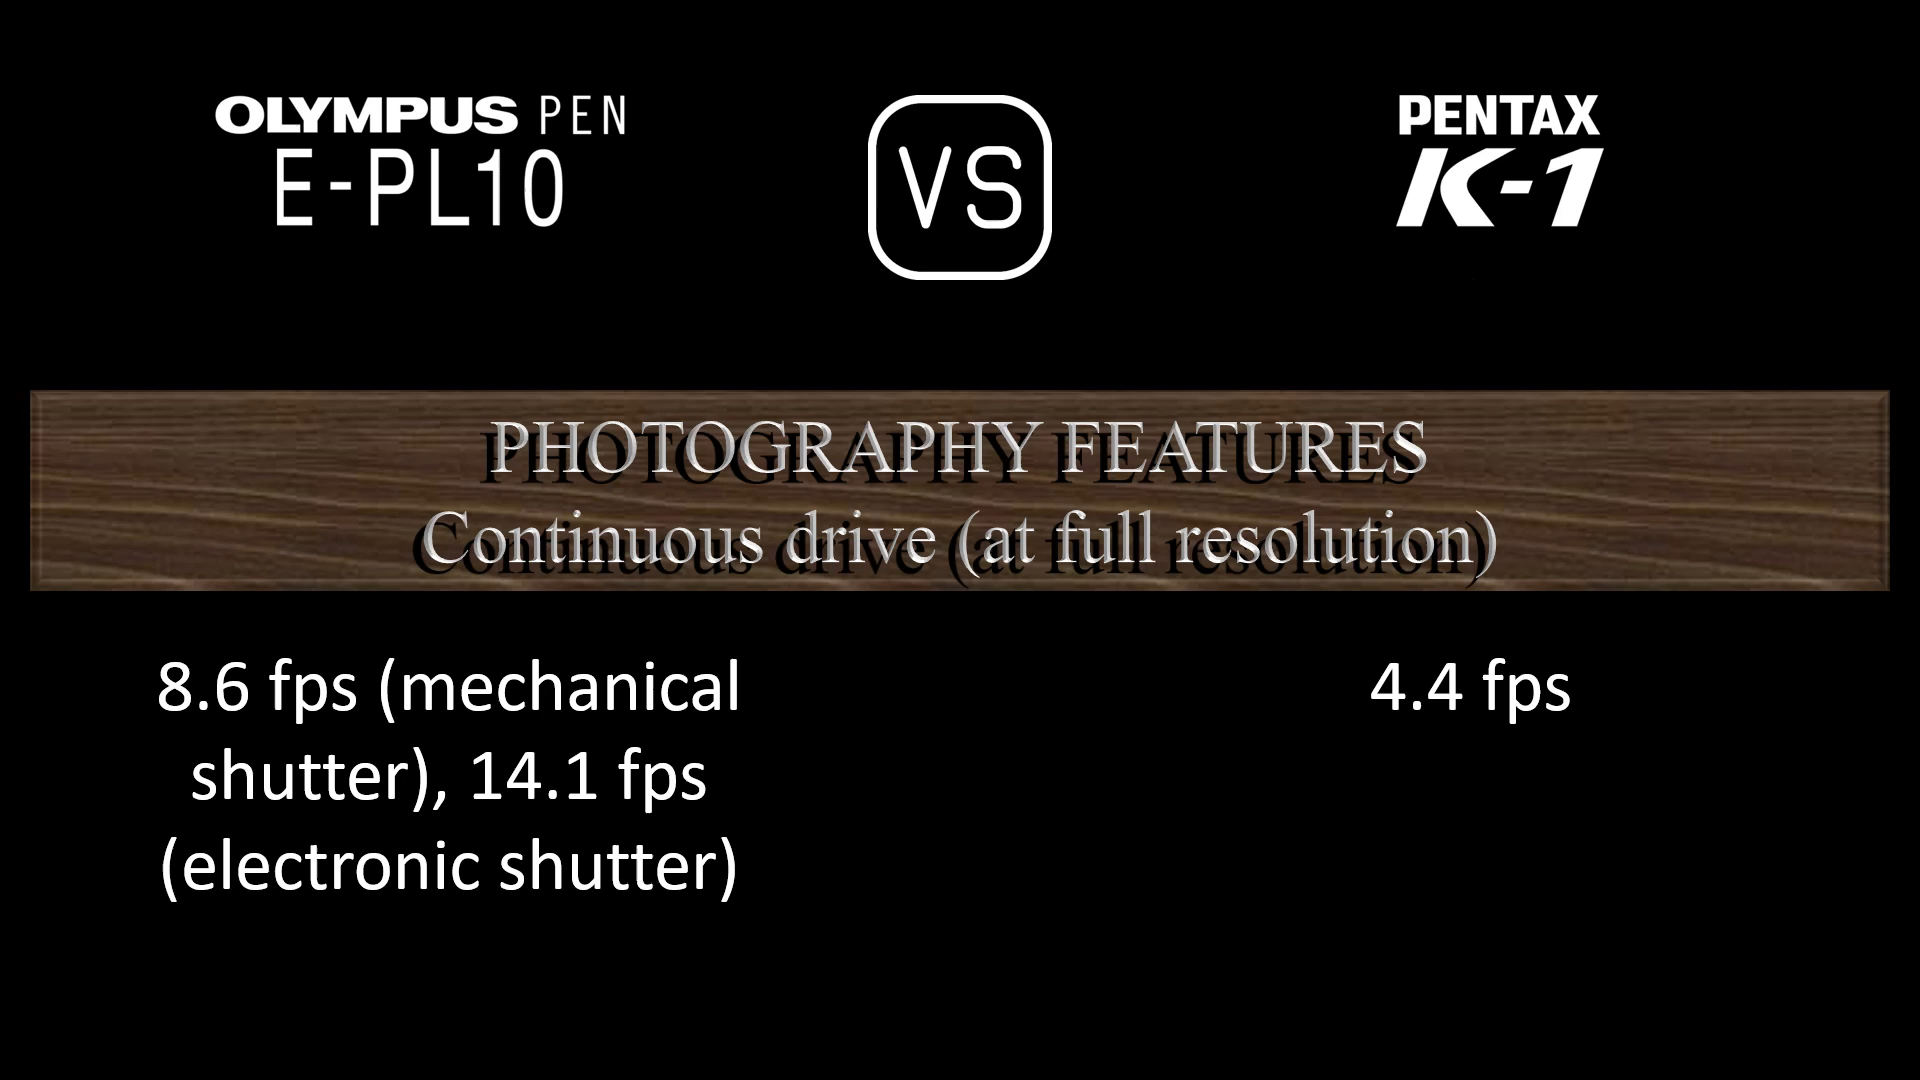 OLYMPUS PEN
E-PL10
VS
PENTAX
K-1
PHOTOGRAPHY FEATURES
Continuous drive (at full resolution)
8.6 fps (mechanical
shutter), 14.1 fps
(electronic shutter)
4.4 fps